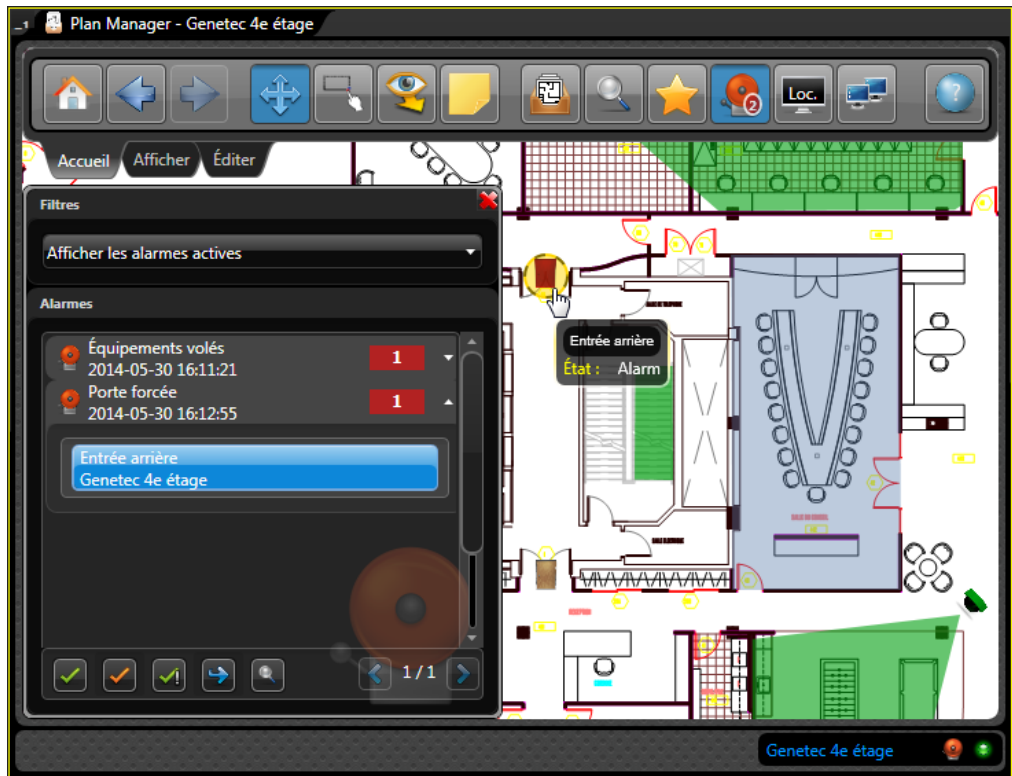 _1 Plan Manager - Genetec 4e étage
2
Loc.
?
Accueil Afficher Éditer
Filtres
Afficher les alarmes actives
Alarmes
Équipements volés
2014-05-30 16:11:21
1
Porte forcée
2014-05-30 16:12:55
1
Entrée arrière
Genetec 4e étage
1 / 1
Entrée arrière
État : Alarm
Genetec 4e étage